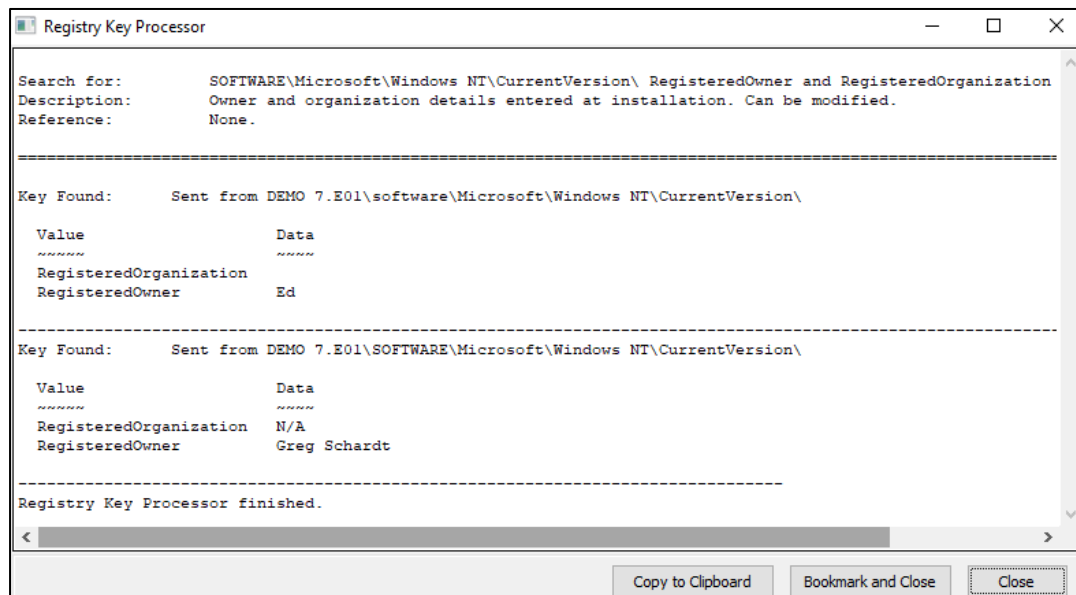 Registry Key Processor
Search for: SOFTWARE\Microsoft\Windows NT\CurrentVersion\ RegisteredOwner and RegisteredOrganization
Description: Owner and organization details entered at installation. Can be modified.
Reference: None.
================================================================================
Key Found: Sent from DEMO 7.E01\software\Microsoft\Windows NT\CurrentVersion\
Value Data
~~~~~ ~~~~
RegisteredOrganization
RegisteredOwner Ed
--------------------------------------------------------------------------------
Key Found: Sent from DEMO 7.E01\SOFTWARE\Microsoft\Windows NT\CurrentVersion\
Value Data
~~~~~ ~~~~
RegisteredOrganization N/A
RegisteredOwner Greg Schardt
--------------------------------------------------------------------------------
Registry Key Processor finished.
Copy to Clipboard Bookmark and Close Close